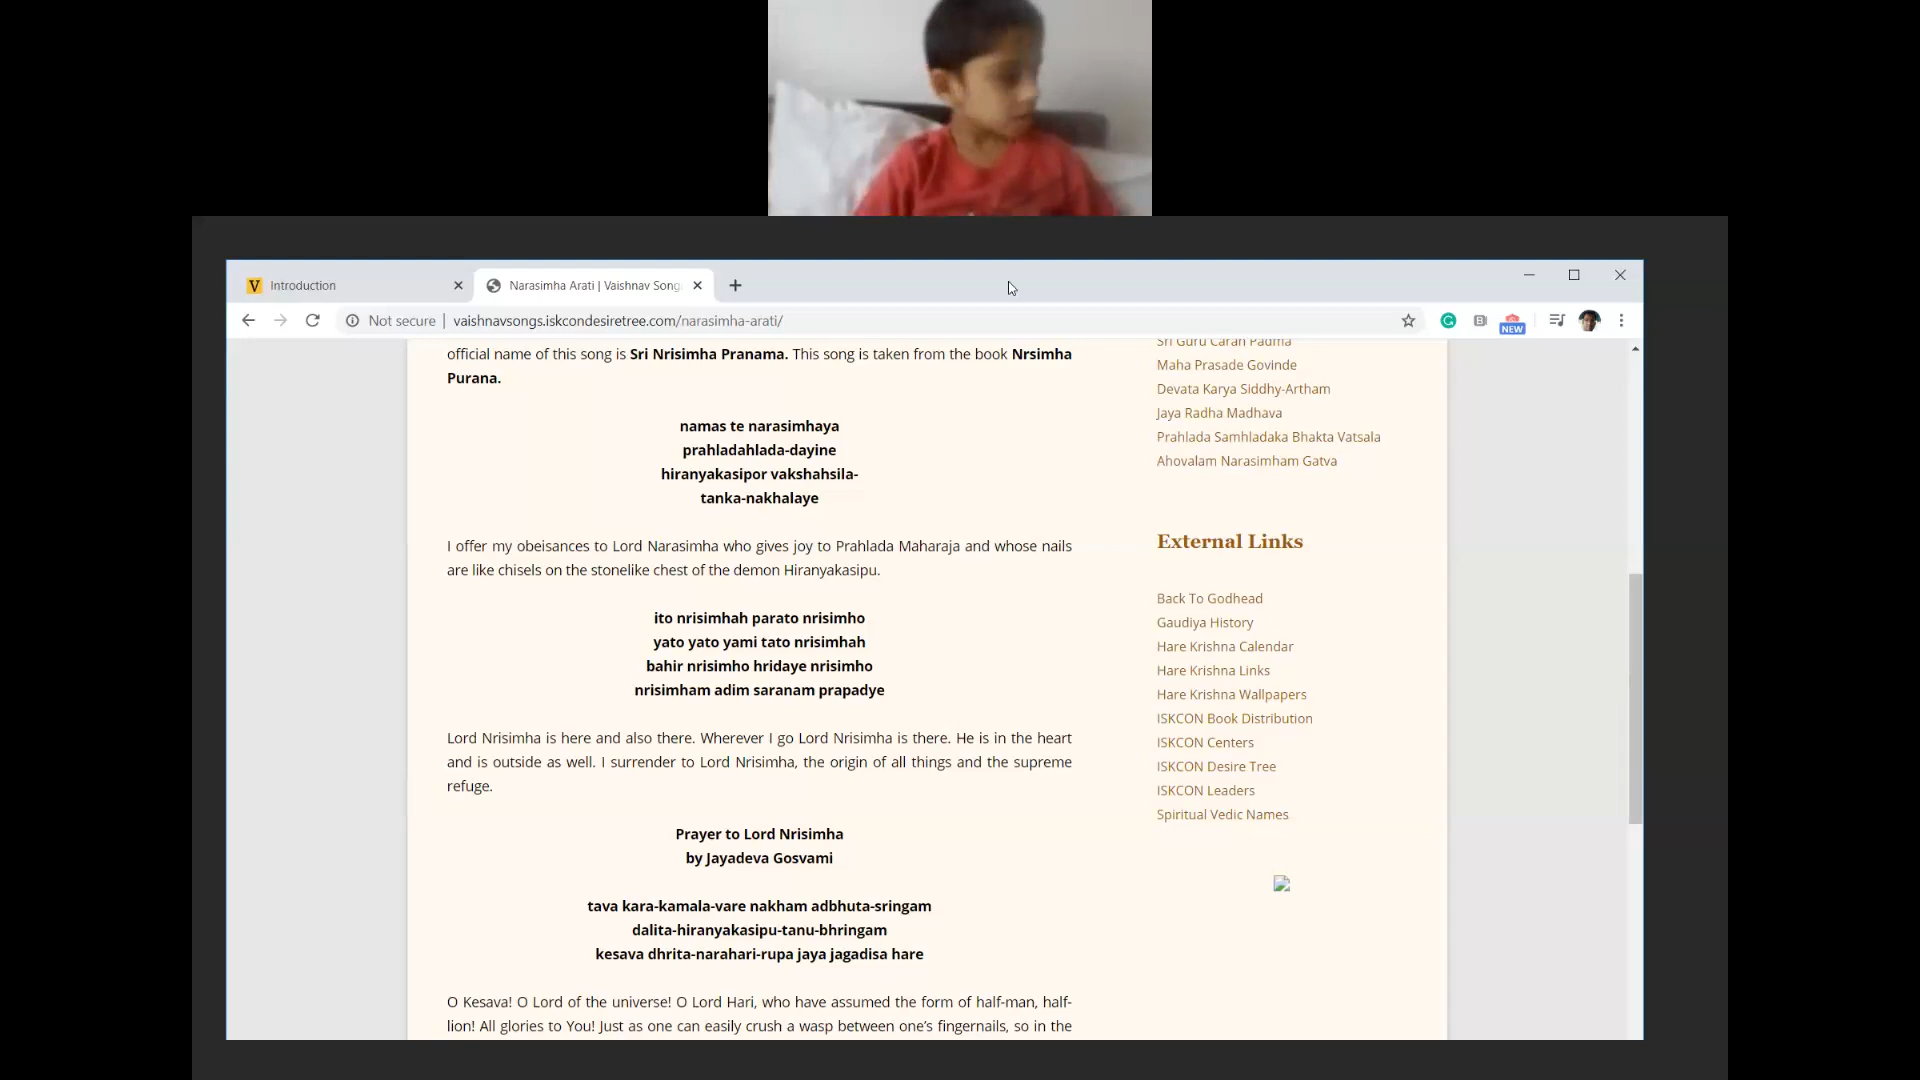 Introduction
Narasimha Arati | Vaishnav Song
Not secure
vaishnavsongs.iskcondesiretree.com/narasimha-arati/
NEW
official name of this song is Sri Nrisimha Pranama. This song is taken from the book Nrsimha
Purana.
namas te narasimhaya
prahladahlada-dayine
hiranyakasipor vakshahsila-
tanka-nakhalaye
I offer my obeisances to Lord Narasimha who gives joy to Prahlada Maharaja and whose nails
are like chisels on the stonelike chest of the demon Hiranyakasipu.
ito nrisimhah parato nrisimho
yato yato yami tato nrisimhah
bahir nrisimho hridaye nrisimho
nrisimham adim saranam prapadye
Lord Nrisimha is here and also there. Wherever I go Lord Nrisimha is there. He is in the heart
and is outside as well. I surrender to Lord Nrisimha, the origin of all things and the supreme
refuge.
Prayer to Lord Nrisimha
by Jayadeva Gosvami
tava kara-kamala-vare nakham adbhuta-sringam
dalita-hiranyakasipu-tanu-bhringam
kesava dhrita-narahari-rupa jaya jagadisa hare
O Kesava! O Lord of the universe! O Lord Hari, who have assumed the form of half-man, half-
lion! All glories to You! Just as one can easily crush a wasp between one's fingernails, so in the
Sri Guru Caran Padma
Maha Prasade Govinde
Devata Karya Siddhy-Artham
Jaya Radha Madhava
Prahlada Samhladaka Bhakta Vatsala
Ahovalam Narasimham Gatva
External Links
Back To Godhead
Gaudiya History
Hare Krishna Calendar
Hare Krishna Links
Hare Krishna Wallpapers
ISKCON Book Distribution
ISKCON Centers
ISKCON Desire Tree
ISKCON Leaders
Spiritual Vedic Names